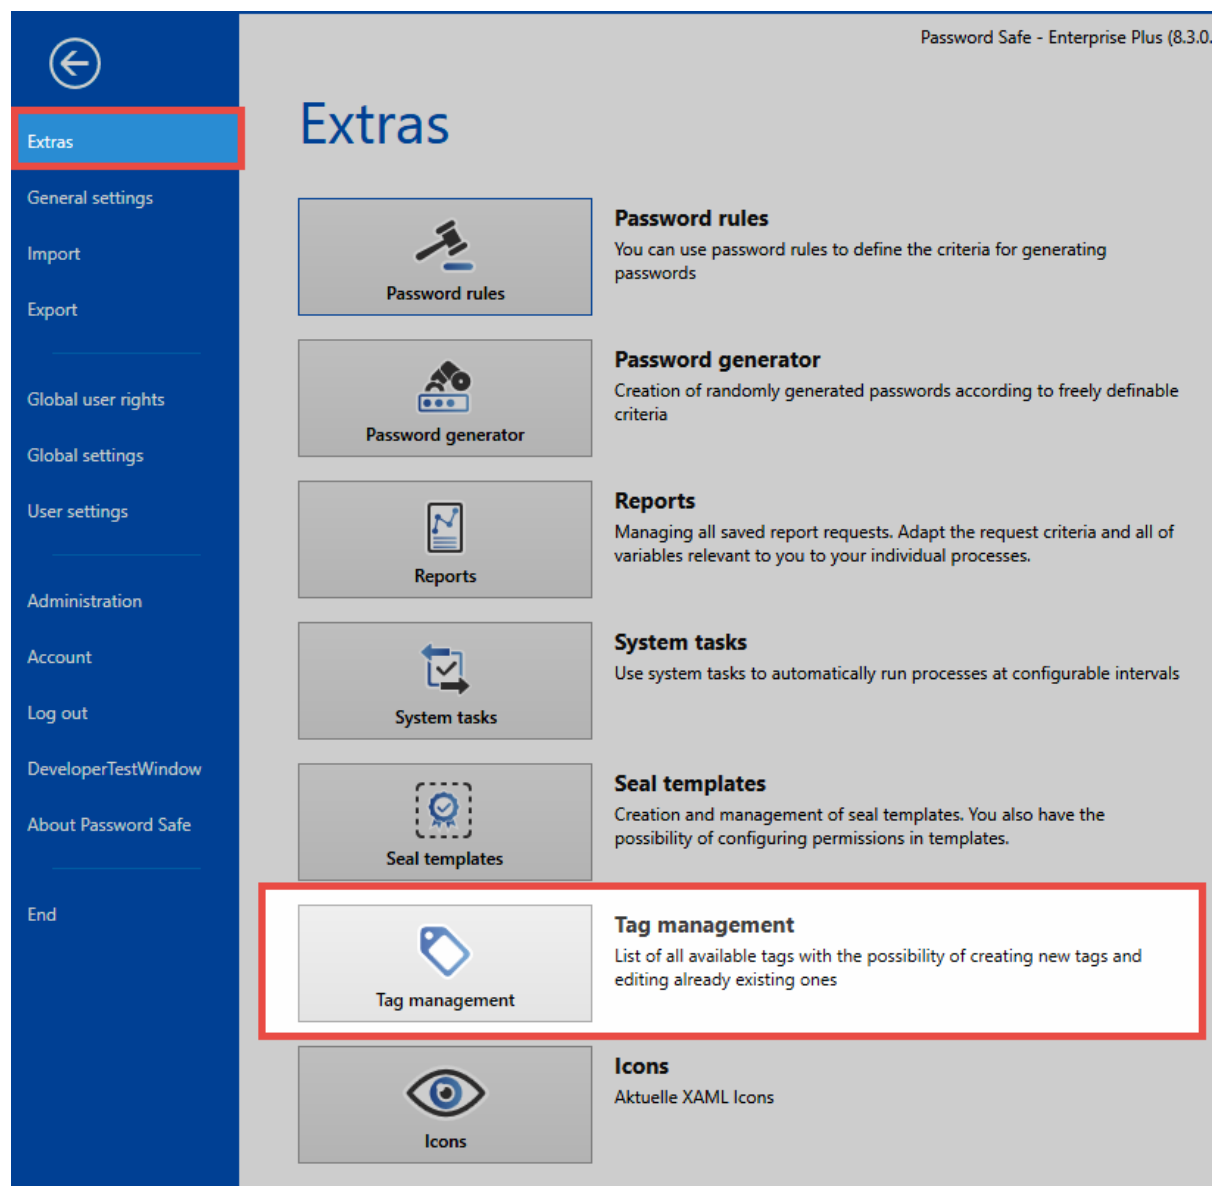 Password Safe - Enterprise Plus (8.3.0.
Extras
General settings
Import
Export
Global user rights
Global settings
User settings
Administration
Account
Log out
DeveloperTestWindow
About Password Safe
End
Extras
Password rules
Password rules
You can use password rules to define the criteria for generating
passwords
Password generator
Password generator
Creation of randomly generated passwords according to freely definable
criteria
Reports
Reports
Managing all saved report requests. Adapt the request criteria and all of
variables relevant to you to your individual processes.
System tasks
System tasks
Use system tasks to automatically run processes at configurable intervals
Seal templates
Seal templates
Creation and management of seal templates. You also have the
possibility of configuring permissions in templates.
Tag management
Tag management
List of all available tags with the possibility of creating new tags and
editing already existing ones
Icons
Icons
Aktuelle XAML Icons